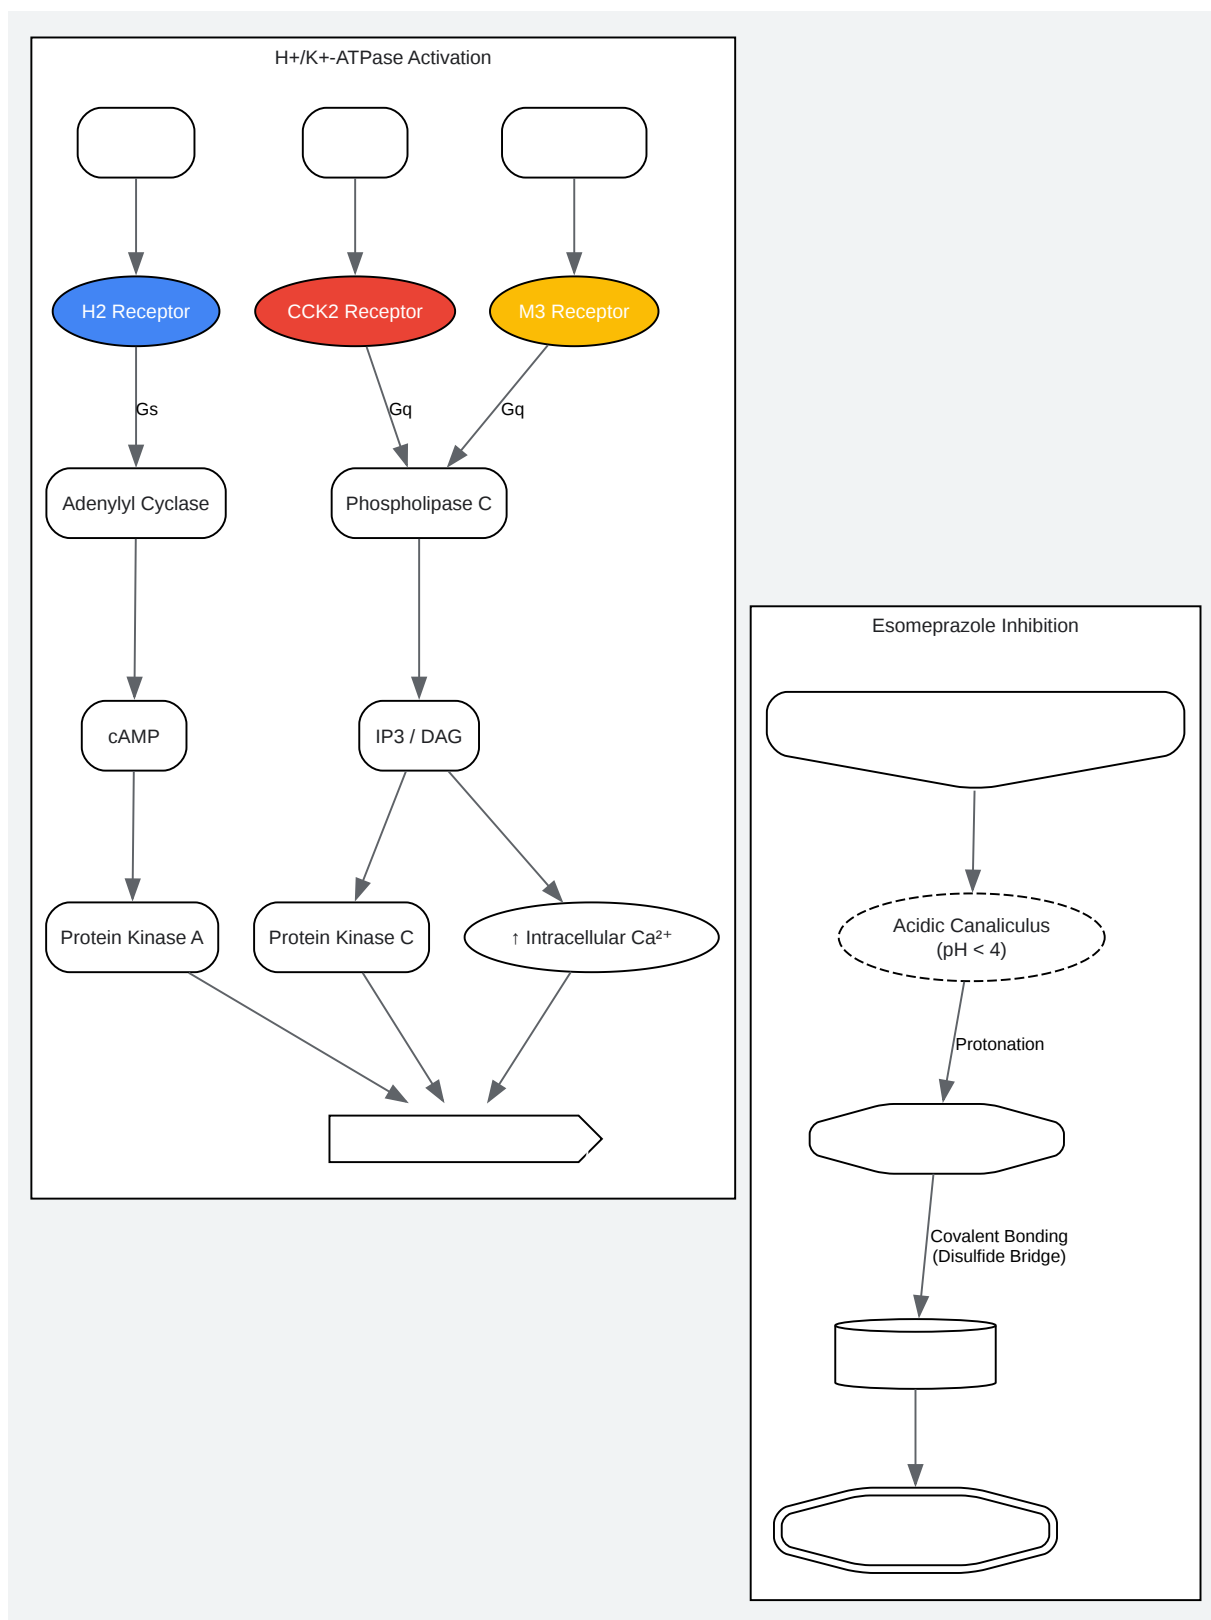 H+/K+-ATPase Activation
H2 Receptor
CCK2 Receptor
M3 Receptor
Gs
Gq
Gq
Adenylyl Cyclase
Phospholipase C
cAMP
IP3 / DAG
Protein Kinase A
Protein Kinase C
↑ Intracellular Ca²⁺
Esomeprazole Inhibition
Acidic Canaliculus
(pH < 4)
Protonation
Covalent Bonding
(Disulfide Bridge)